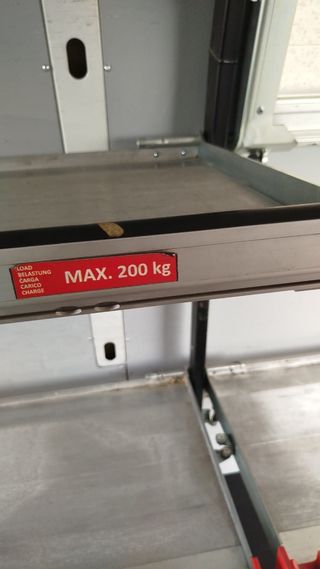 LOAD
BELASTUNG
CARGA
CARICO
CHARGE
MAX. 200 kg